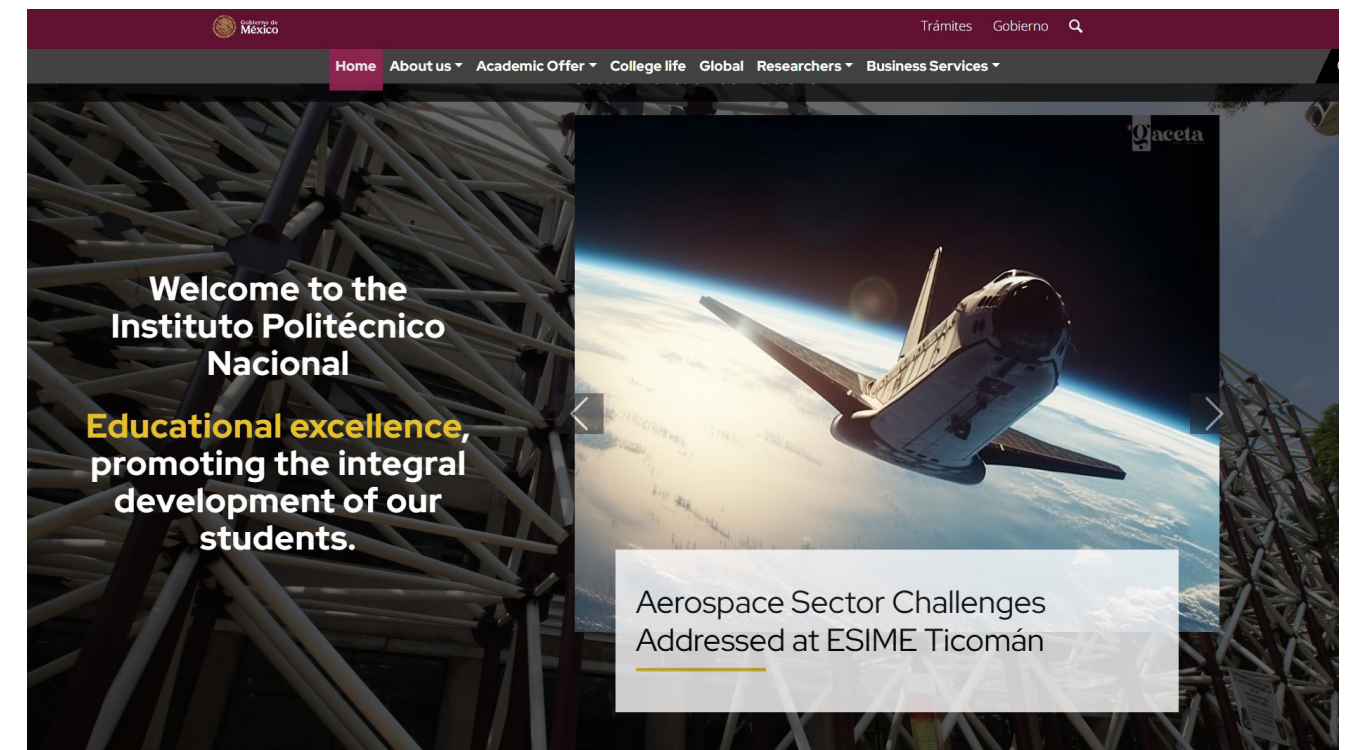 Gobierno de
México
Trámites Gobierno
Home About us Academic Offer College life Global Researchers Business Services
Welcome to the
Instituto Politécnico
Nacional
Educational excellence,
promoting the integral
development of our
students.
gaceta
Aerospace Sector Challenges
Addressed at ESIME Ticomán